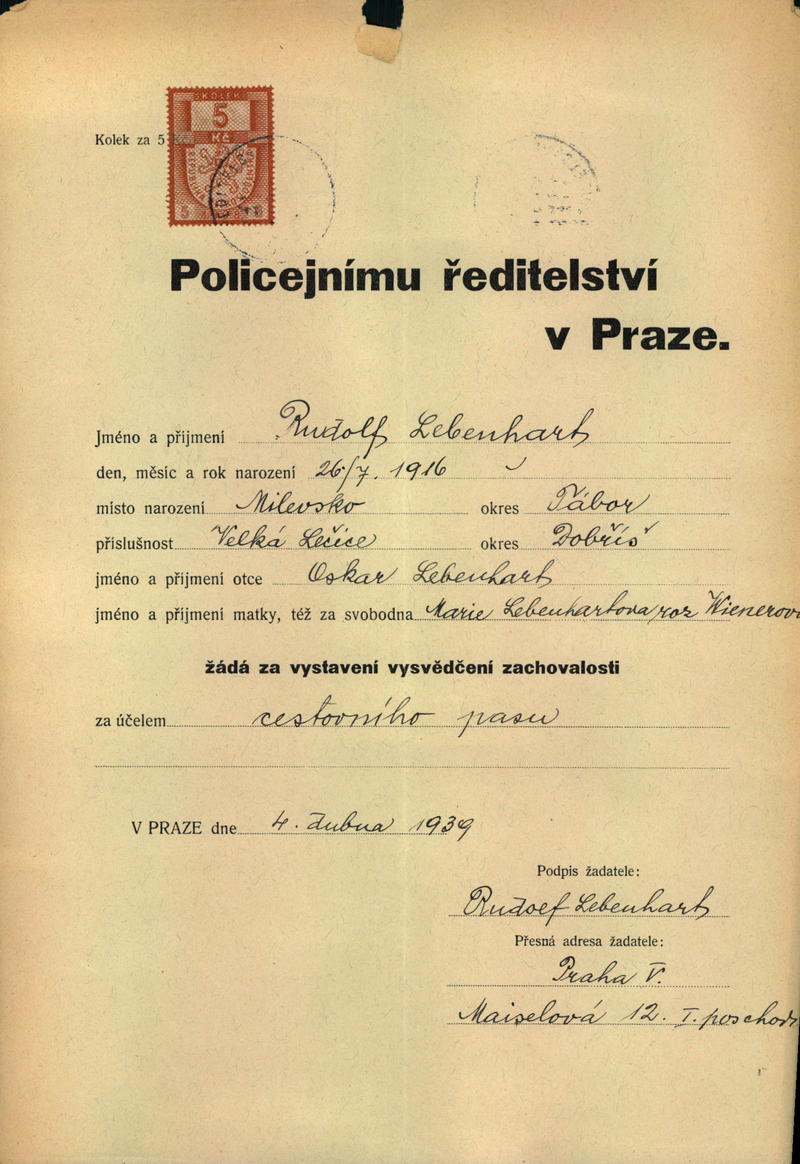 KOLEK
5
Kč
Kolek za 5
Policejnímu ředitelství
v Praze.
Jméno a příjmení Rudolf Lebenhart
den, měsíc a rok narození 26/7. 1916
místo narození Milevsko okres Tábor
příslušnost Velká Lečice okres Dobříš
jméno a příjmení otce Oskar Lebenhart
jméno a příjmení matky, též za svobodna Marie Lebenhartova roz Wienerov
žádá za vystavení vysvědčení zachovalosti
za účelem cestovního pasu
V PRAZE dne 4. dubna 1939
Podpis žadatele:
Rudolf Lebenhart
Přesná adresa žadatele:
Praha V.
Maiselová 12. I. poschodí